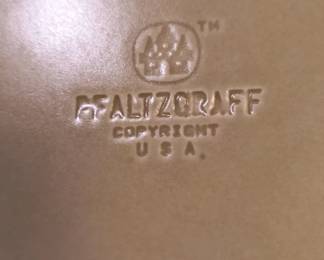 TM
PFALTZGRAFF
COPYRIGHT
U S A.